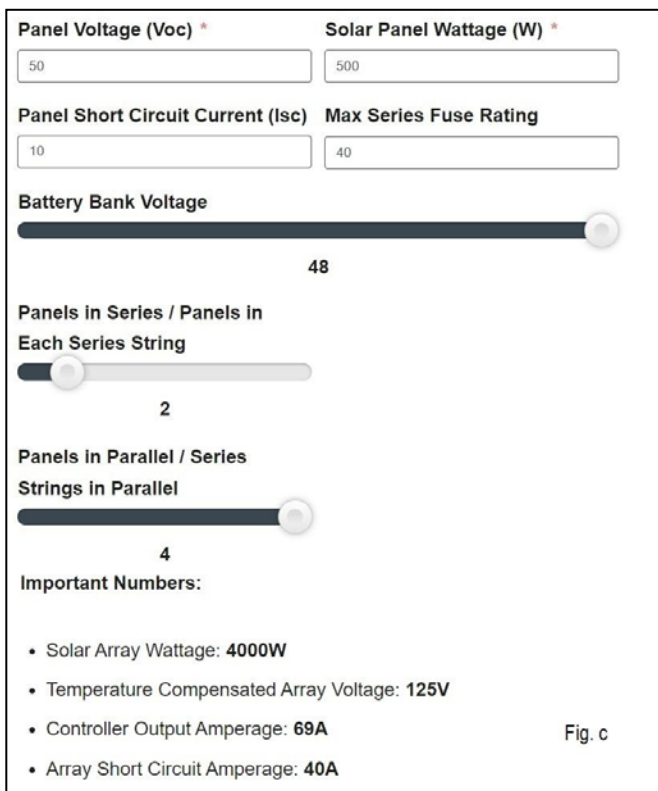 Panel Voltage (Voc) *
Solar Panel Wattage (W) *
50
500
Panel Short Circuit Current (Isc)
Max Series Fuse Rating
10
40
Battery Bank Voltage
48
Panels in Series / Panels in
Each Series String
2
Panels in Parallel / Series
Strings in Parallel
4
Important Numbers:
• Solar Array Wattage: 4000W
• Temperature Compensated Array Voltage: 125V
• Controller Output Amperage: 69A
Fig. c
• Array Short Circuit Amperage: 40A